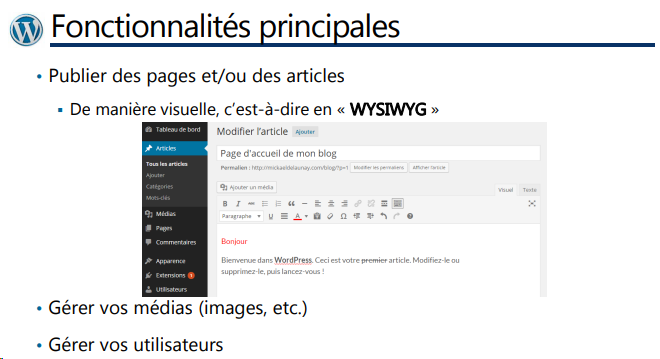 Fonctionnalités principales
• Publier des pages et/ou des articles
▪ De manière visuelle, c'est-à-dire en « WYSIWYG »
Tableau de bord
Modifier l'article Ajouter
Articles
Page d'accueil de mon blog
Tous les articles
Permalien : http://mickaeldelaunay.com/blog/?p=1 Modifier les permaliens Afficher l'article
Ajouter
Catégories
Ajouter un média
Visuel Texte
Mots-clés
Médias
Paragraphe
Pages
Commentaires
Bonjour
Apparence
Bienvenue dans WordPress. Ceci est votre premier article. Modifiez-le ou
Extensions 1
supprimez-le, puis lancez-vous !
Utilisateurs
• Gérer vos médias (images, etc.)
• Gérer vos utilisateurs